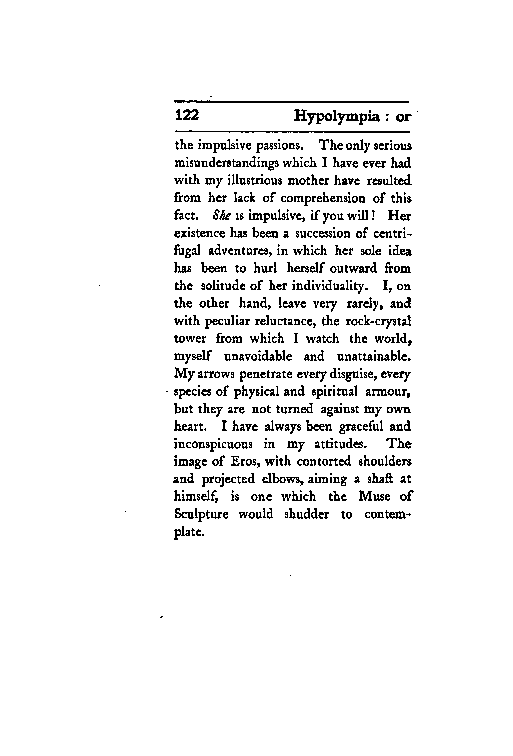 122 Hypolympia : or
the impulsive passions. The only serious
misunderstandings which I have ever had
with my illustrious mother have resulted
from her lack of comprehension of this
fact. She is impulsive, if you will! Her
existence has been a succession of centri-
fugal adventures, in which her sole idea
has been to hurl herself outward from
the solitude of her individuality. I, on
the other hand, leave very rarely, and
with peculiar reluctance, the rock-crystal
tower from which I watch the world,
myself unavoidable and unattainable.
My arrows penetrate every disguise, every
species of physical and spiritual armour,
but they are not turned against my own
heart. I have always been graceful and
inconspicuous in my attitudes. The
image of Eros, with contorted shoulders
and projected elbows, aiming a shaft at
himself, is one which the Muse of
Sculpture would shudder to contem-
plate.